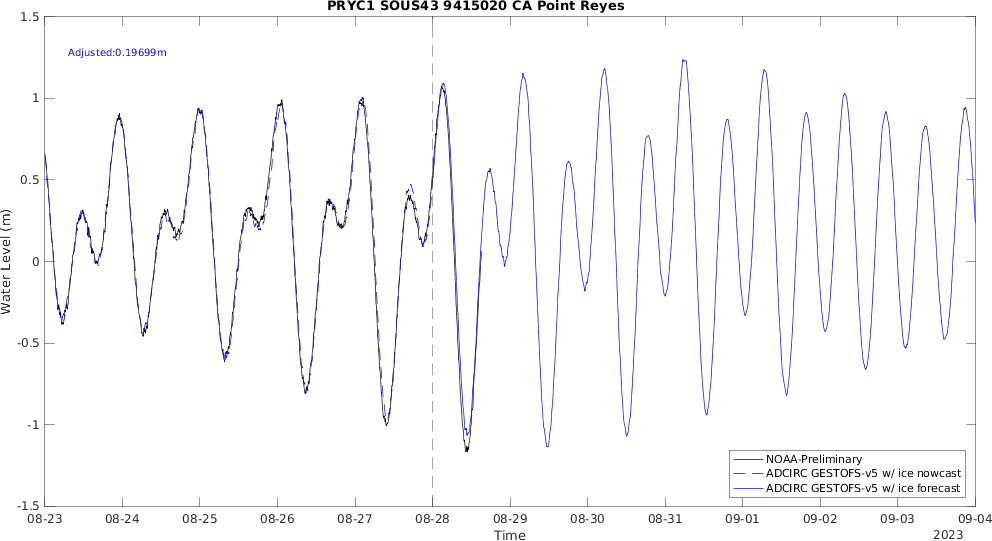 PRYC1 SOUS43 9415020 CA Point Reyes
Adjusted:0.19699m
1.5
1
0.5
0
-0.5
-1
-1.5
Water Level (m)
NOAA-Preliminary
ADCIRC GESTOFS-v5 w/ ice nowcast
ADCIRC GESTOFS-v5 w/ ice forecast
08-23 08-24 08-25 08-26 08-27 08-28 08-29 08-30 08-31 09-01 09-02 09-03 09-04
Time
2023